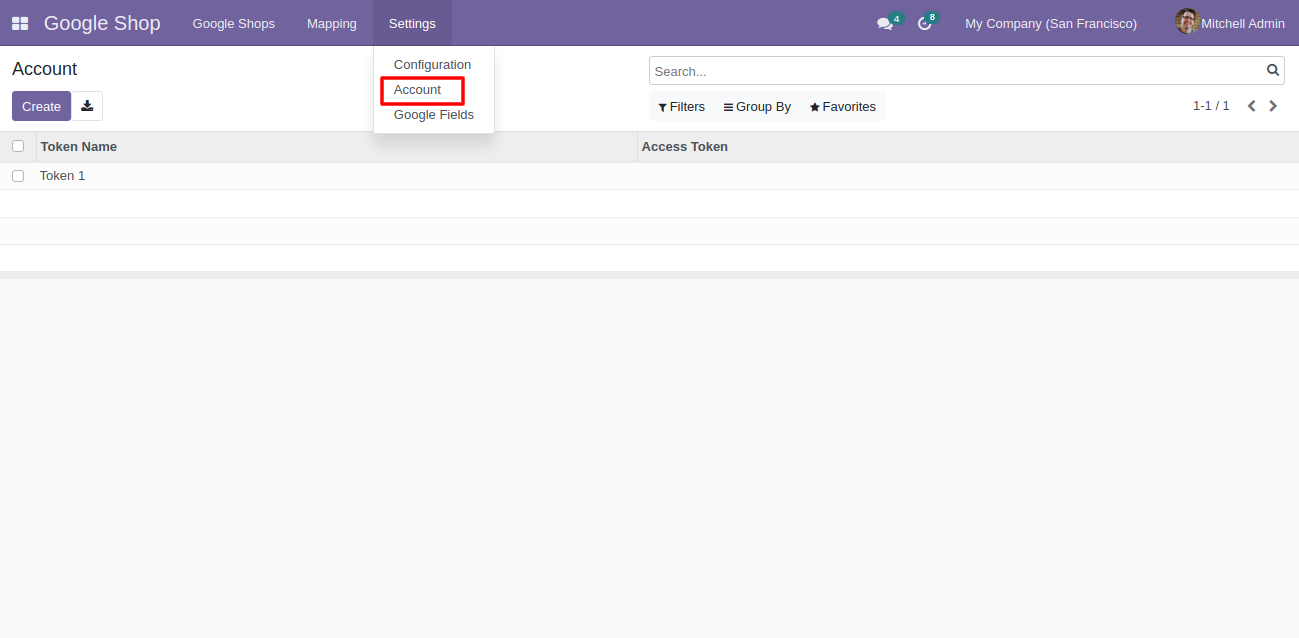 Google Shop Google Shops Mapping Settings 4 8 My Company (San Francisco) Mitchell Admin
Configuration
Account
Google Fields
Account
Search...
Create
Filters Group By Favorites 1-1 / 1
Token Name Access Token
Token 1